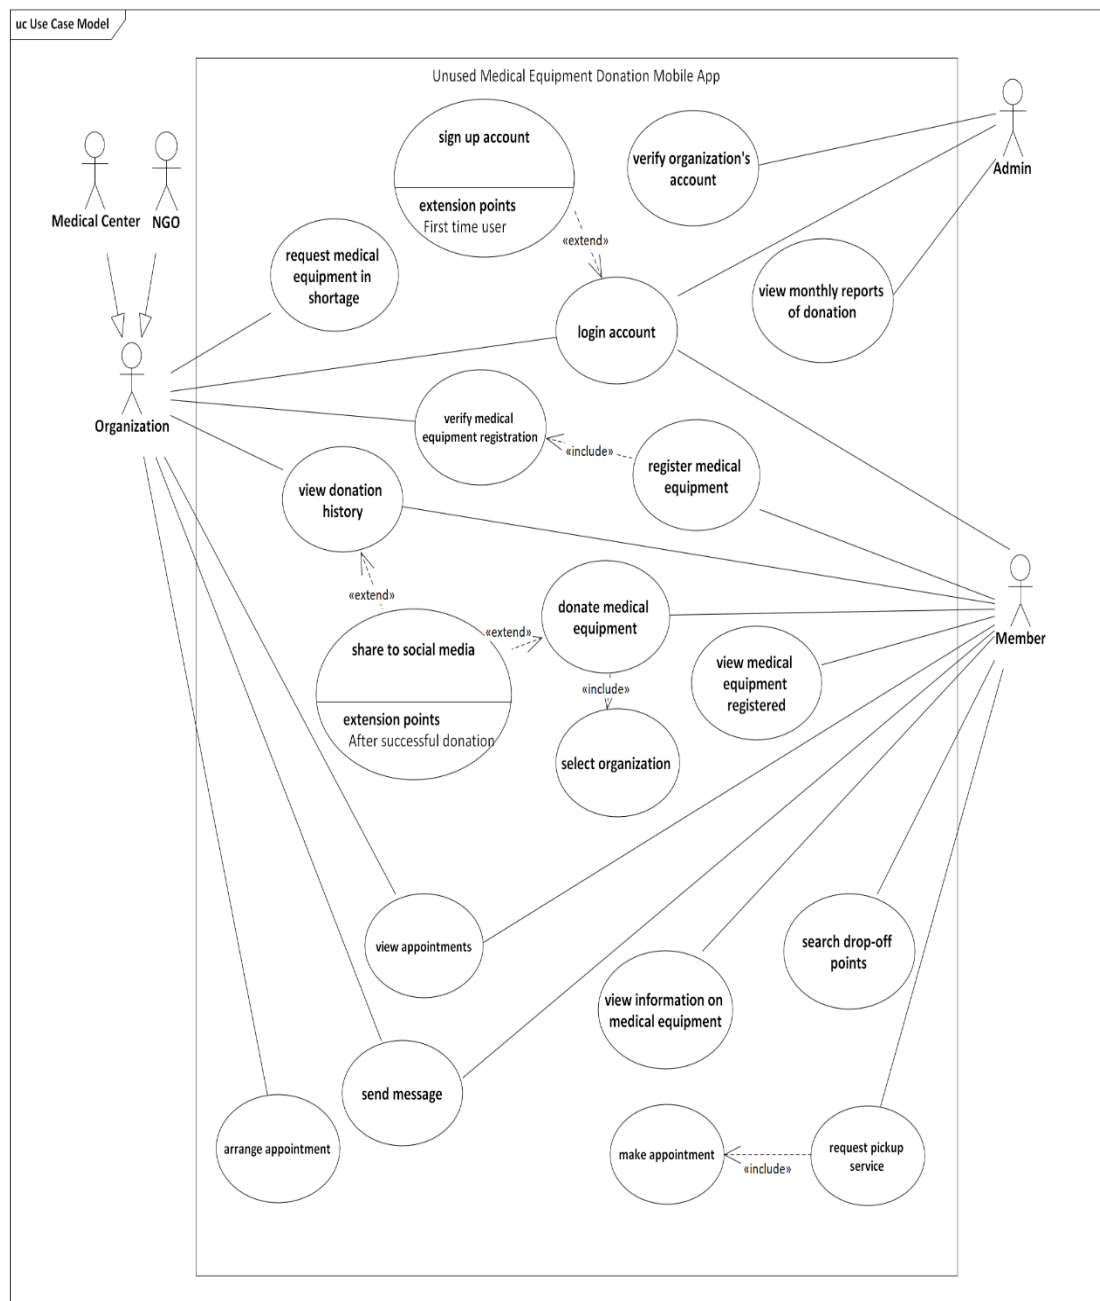 uc Use Case Model
Unused Medical Equipment Donation Mobile App
sign up account
extension points
First time user
verify organization's
account
Admin
Medical Center
NGO
«extend»
request medical
equipment in
shortage
view monthly reports
of donation
login account
Organization
verify medical
equipment registration
«include»
register medical
equipment
view donation
history
«extend»
donate medical
equipment
«extend»
share to social media
Member
view medical
equipment
registered
«include»
extension points
After successful donation
select organization
view appointments
search drop-off
points
view information on
medical equipment
send message
arrange appointment
make appointment
«include»
request pickup
service